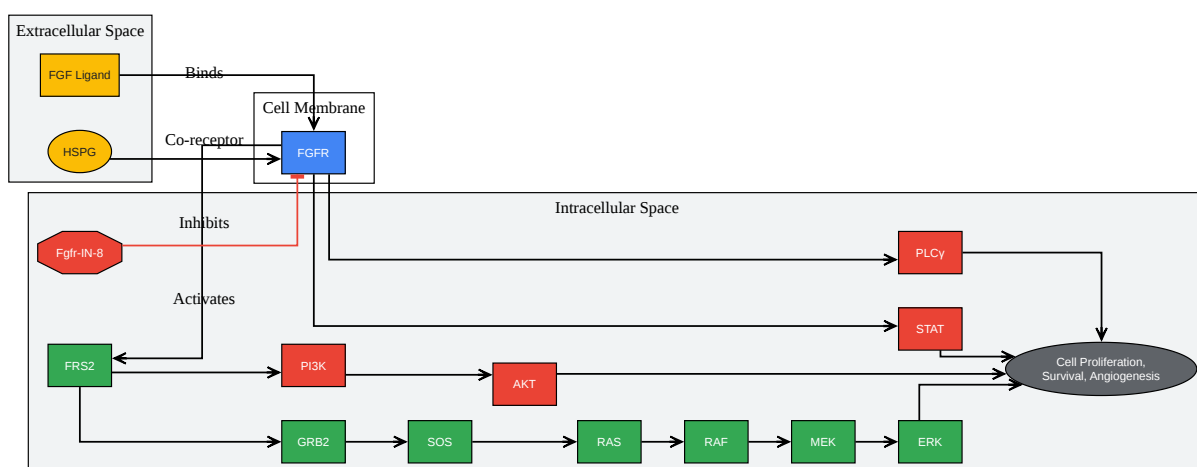 Extracellular Space
FGF Ligand
Binds
Cell Membrane
Co-receptor
HSPG
FGFR
Intracellular Space
Inhibits
Fgfr-IN-8
PLCγ
Activates
STAT
FRS2
PI3K
AKT
Cell Proliferation,
Survival, Angiogenesis
GRB2
SOS
RAS
RAF
MEK
ERK